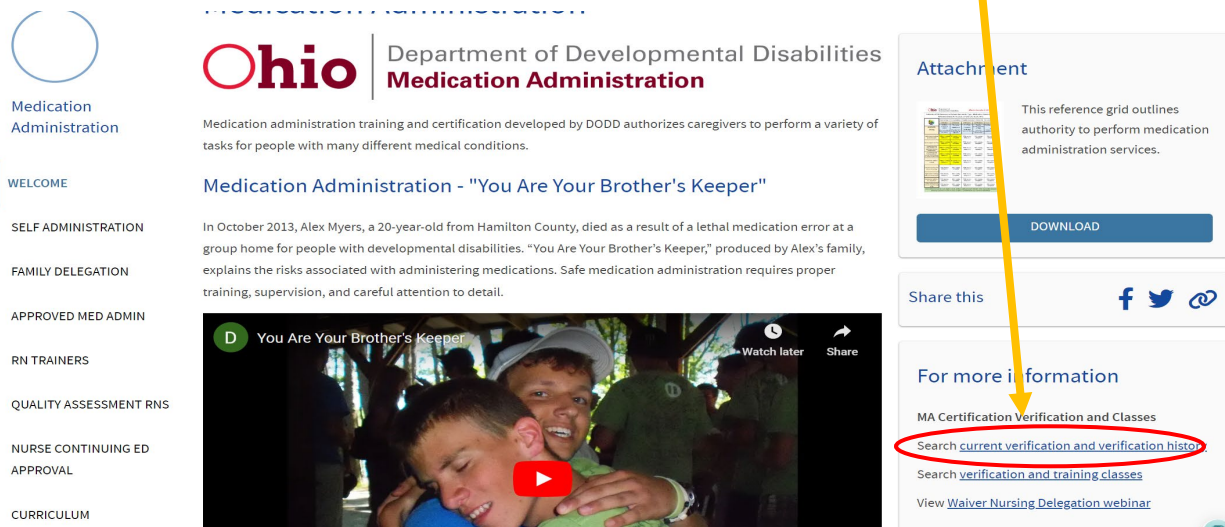 Medication Administration
Medication
Administration
WELCOME
SELF ADMINISTRATION
FAMILY DELEGATION
APPROVED MED ADMIN
RN TRAINERS
QUALITY ASSESSMENT RNS
NURSE CONTINUING ED
APPROVAL
CURRICULUM
Ohio
Department of Developmental Disabilities
Medication Administration
Medication administration training and certification developed by DODD authorizes caregivers to perform a variety of
tasks for people with many different medical conditions.
Medication Administration - "You Are Your Brother's Keeper"
In October 2013, Alex Myers, a 20-year-old from Hamilton County, died as a result of a lethal medication error at a
group home for people with developmental disabilities. “You Are Your Brother’s Keeper,” produced by Alex’s family,
explains the risks associated with administering medications. Safe medication administration requires proper
training, supervision, and careful attention to detail.
D You Are Your Brother's Keeper
Watch later Share
Attachment
This reference grid outlines
authority to perform medication
administration services.
DOWNLOAD
Share this
For more information
MA Certification Verification and Classes
Search current verification and verification history
Search verification and training classes
View Waiver Nursing Delegation webinar